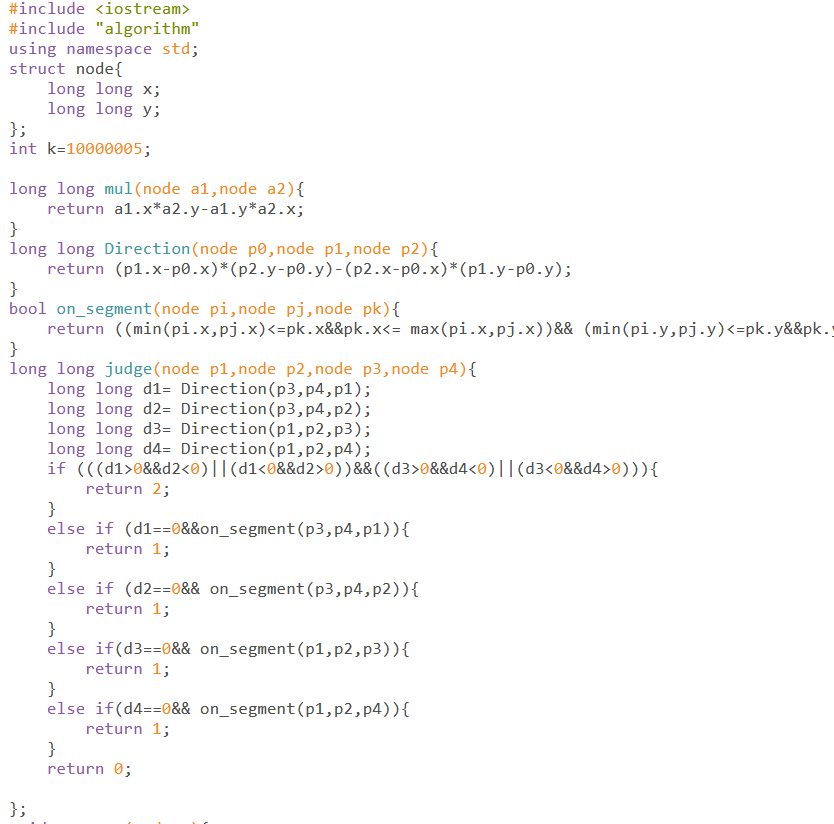 #include <iostream>
#include "algorithm"
using namespace std;
struct node{
    long long x;
    long long y;
};
int k=10000005;

long long mul(node a1,node a2){
    return a1.x*a2.y-a1.y*a2.x;
}
long long Direction(node p0,node p1,node p2){
    return (p1.x-p0.x)*(p2.y-p0.y)-(p2.x-p0.x)*(p1.y-p0.y);
}
bool on_segment(node pi,node pj,node pk){
    return ((min(pi.x,pj.x)<=pk.x&&pk.x<= max(pi.x,pj.x))&& (min(pi.y,pj.y)<=pk.y&&pk.
}
long long judge(node p1,node p2,node p3,node p4){
    long long d1= Direction(p3,p4,p1);
    long long d2= Direction(p3,p4,p2);
    long long d3= Direction(p1,p2,p3);
    long long d4= Direction(p1,p2,p4);
    if (((d1>0&&d2<0)||(d1<0&&d2>0))&&((d3>0&&d4<0)||(d3<0&&d4>0))){
        return 2;
    }
    else if (d1==0&&on_segment(p3,p4,p1)){
        return 1;
    }
    else if (d2==0&& on_segment(p3,p4,p2)){
        return 1;
    }
    else if(d3==0&& on_segment(p1,p2,p3)){
        return 1;
    }
    else if(d4==0&& on_segment(p1,p2,p4)){
        return 1;
    }
    return 0;

};